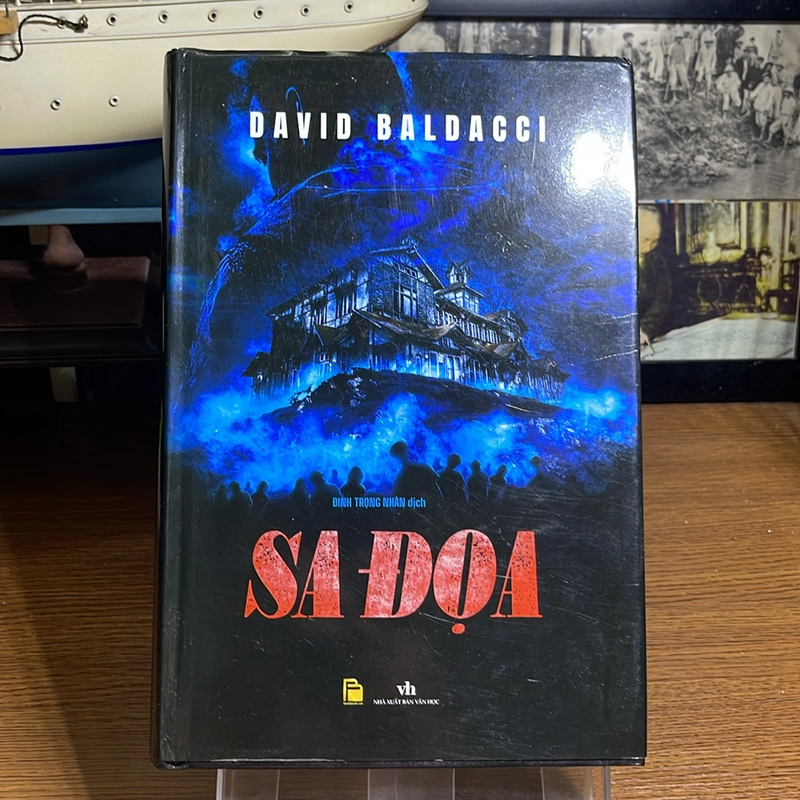 DAVID BALDACCI
ĐINH TRỌNG NHÂN dịch
SA ĐỌA
vh
NHÀ XUẤT BẢN VĂN HỌC